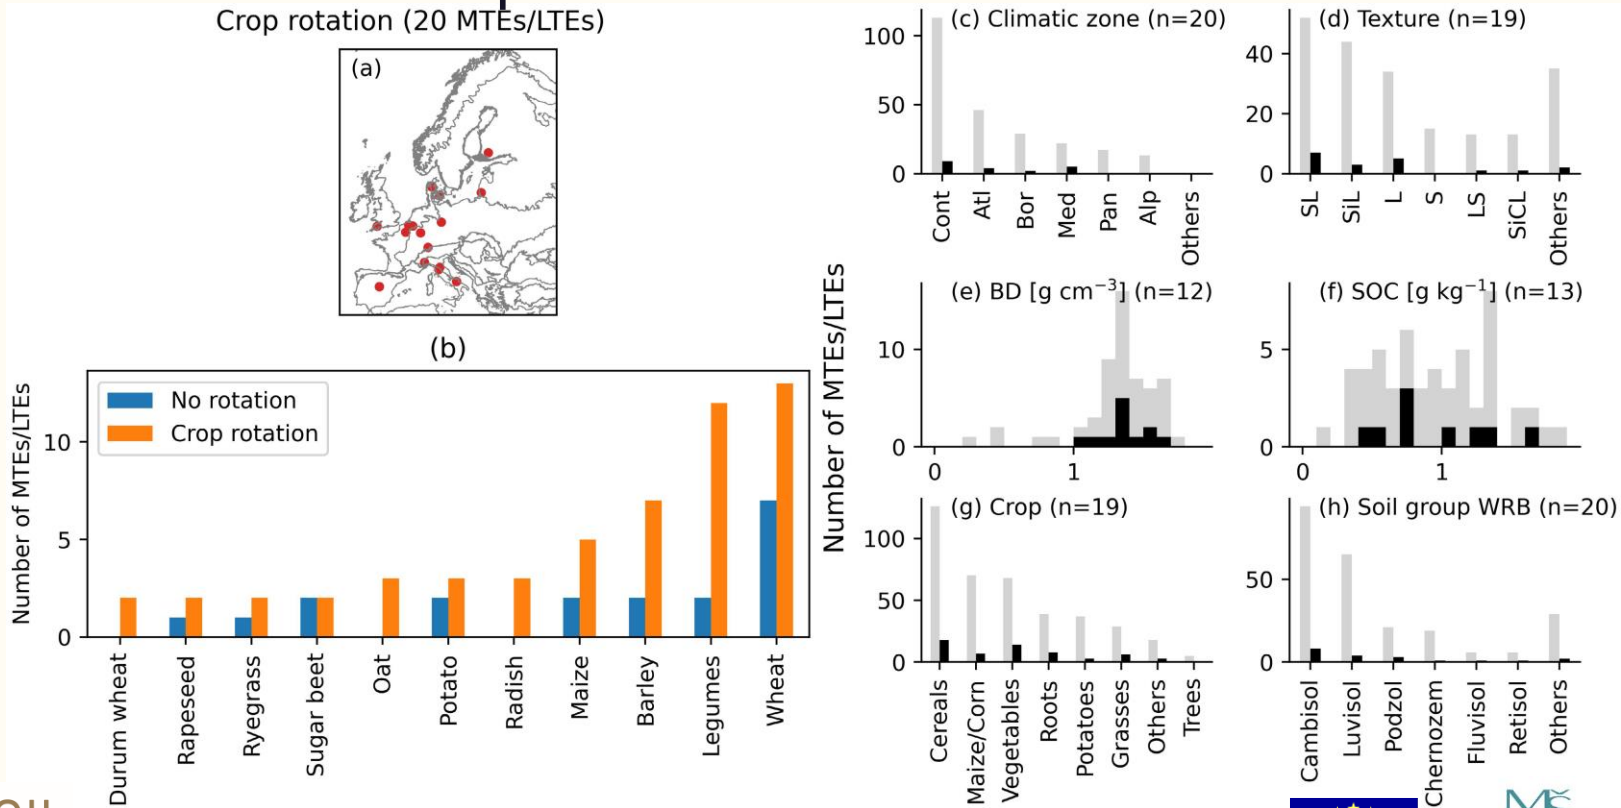 Crop rotation (20 MTEs/LTEs)
(a)
(b)
Number of MTEs/LTEs
10
5
0
No rotation
Crop rotation
Durum wheat
Rapeseed
Ryegrass
Sugar beet
Oat
Potato
Radish
Maize
Barley
Legumes
Wheat
Number of MTEs/LTEs
(c) Climatic zone (n=20)
100
50
0
Cont
Atl
Bor
Med
Pan
Alp
Others
(d) Texture (n=19)
40
20
0
SL
SiL
L
S
LS
SiCL
Others
(e) BD [g cm⁻³] (n=12)
10
0
0 1
(f) SOC [g kg⁻¹] (n=13)
5
0
0 1
(g) Crop (n=19)
100
50
0
Cereals
Maize/Corn
Vegetables
Roots
Potatoes
Grasses
Others
Trees
(h) Soil group WRB (n=20)
50
0
Cambisol
Luvisol
Podzol
Chernozem
Fluvisol
Retisol
Others